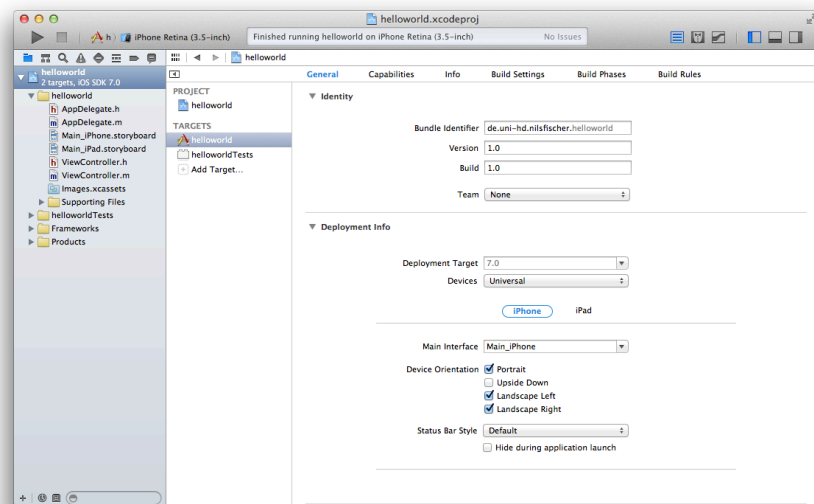 helloworld.xcodeproj
h iPhone Retina (3.5-inch)
Finished running helloworld on iPhone Retina (3.5-inch) No Issues
helloworld
helloworld
2 targets, iOS SDK 7.0
helloworld
h AppDelegate.h
m AppDelegate.m
Main_iPhone.storyboard
Main_iPad.storyboard
h ViewController.h
m ViewController.m
Images.xcassets
Supporting Files
helloworldTests
Frameworks
Products
PROJECT
helloworld
TARGETS
helloworld
helloworldTests
Add Target...
General Capabilities Info Build Settings Build Phases Build Rules
Identity
Bundle Identifier de.uni-hd.nilsfischer.helloworld
Version 1.0
Build 1.0
Team None
Deployment Info
Deployment Target 7.0
Devices Universal
iPhone iPad
Main Interface Main_iPhone
Device Orientation Portrait
Upside Down
Landscape Left
Landscape Right
Status Bar Style Default
Hide during application launch